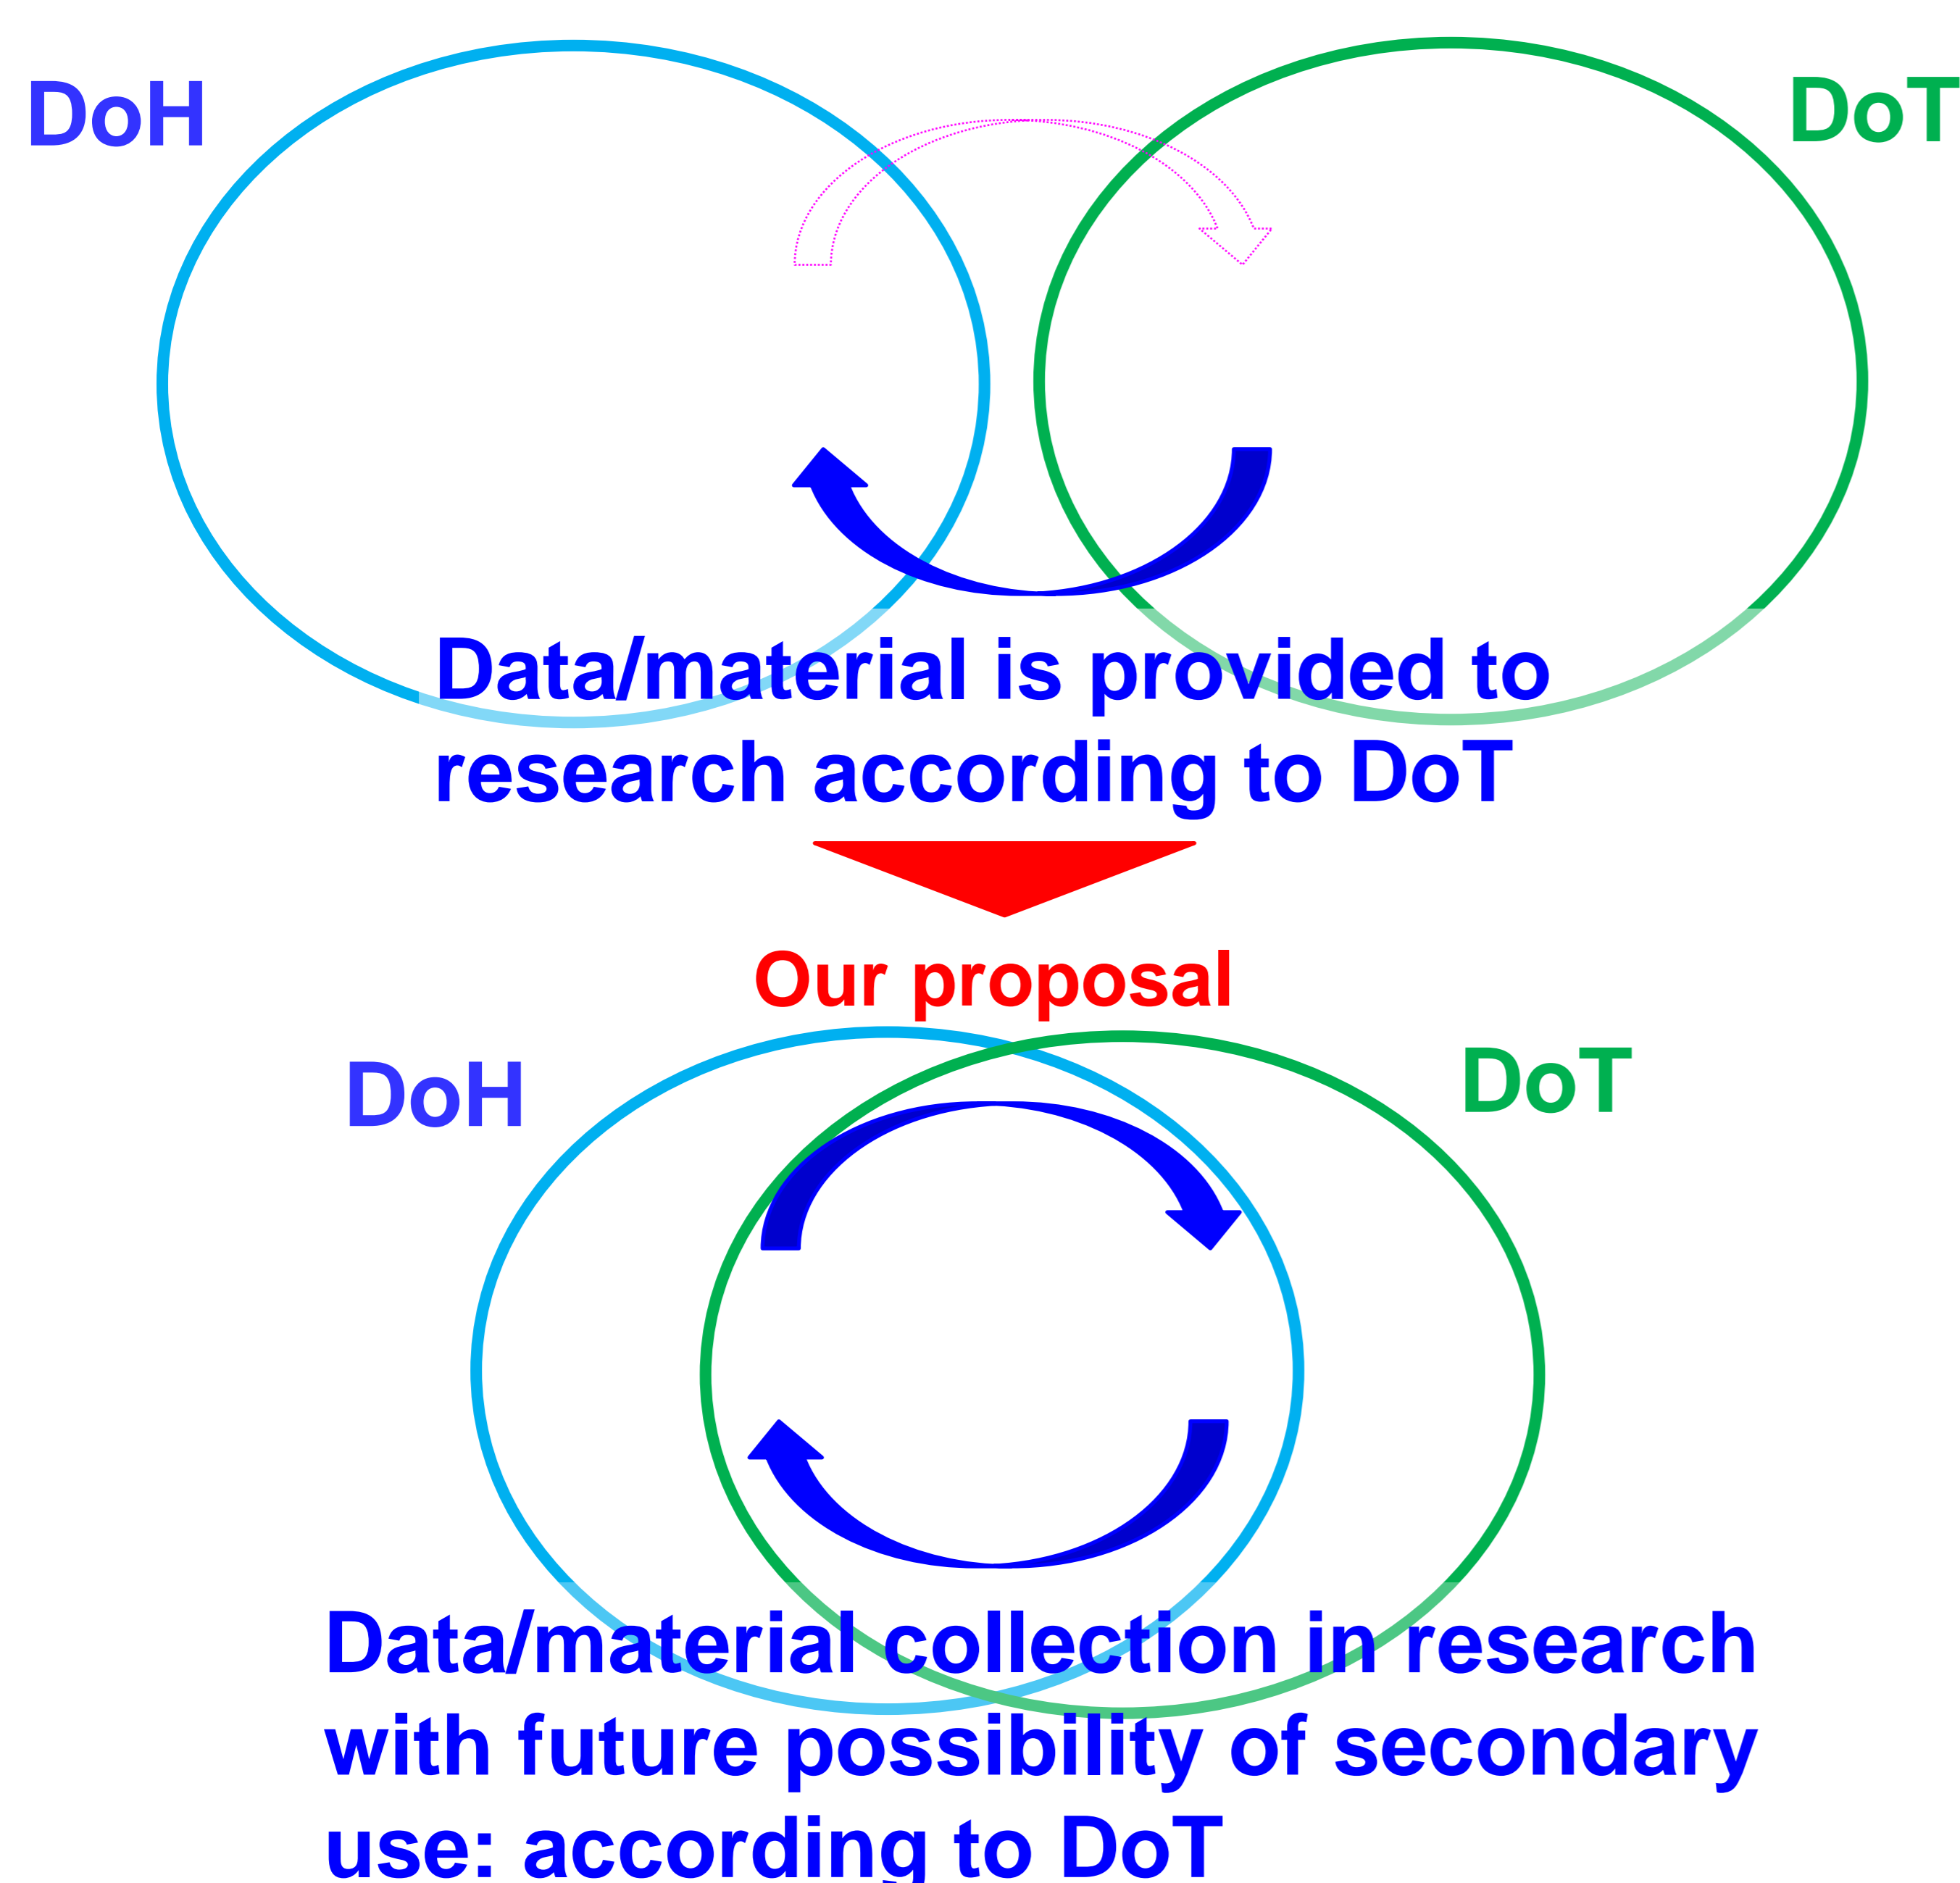 DoH
DoT
Data/material is provided to
research according to DoT
Our proposal
DoH
DoT
Data/material collection in research
with future possibility of secondary
use: according to DoT